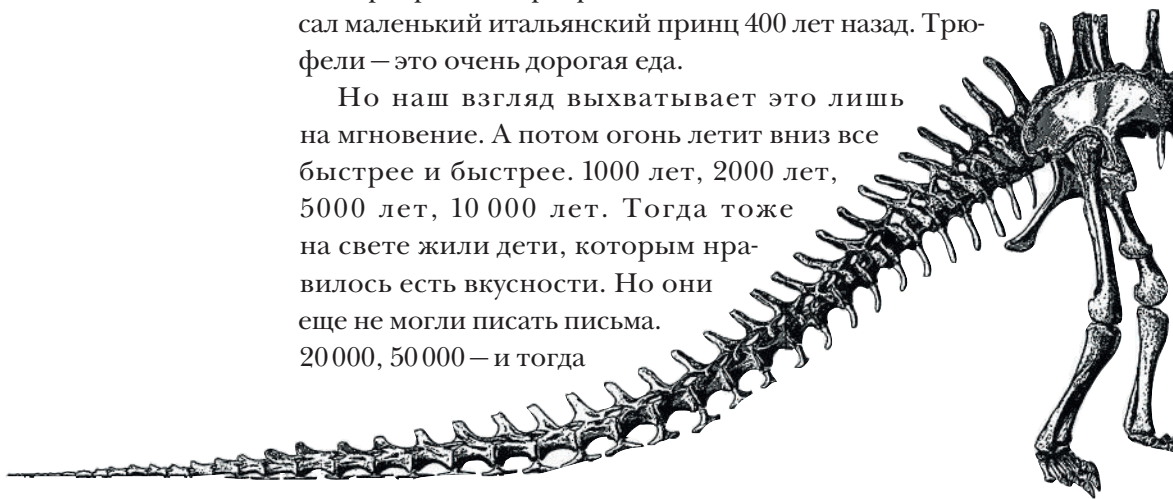 сал маленький итальянский принц 400 лет назад. Трю-
фели — это очень дорогая еда.
Но наш взгляд выхватывает это лишь
на мгновение. А потом огонь летит вниз все
быстрее и быстрее. 1000 лет, 2000 лет,
5000 лет, 10 000 лет. Тогда тоже
на свете жили дети, которым нра-
вилось есть вкусности. Но они
еще не могли писать письма.
20 000, 50 000 — и тогда